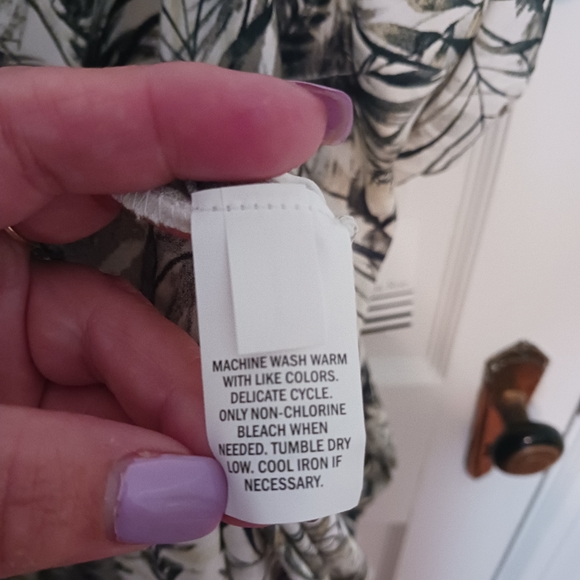 MACHINE WASH WARM
WITH LIKE COLORS.
DELICATE CYCLE.
ONLY NON-CHLORINE
BLEACH WHEN
NEEDED. TUMBLE DRY
LOW. COOL IRON IF
NECESSARY.